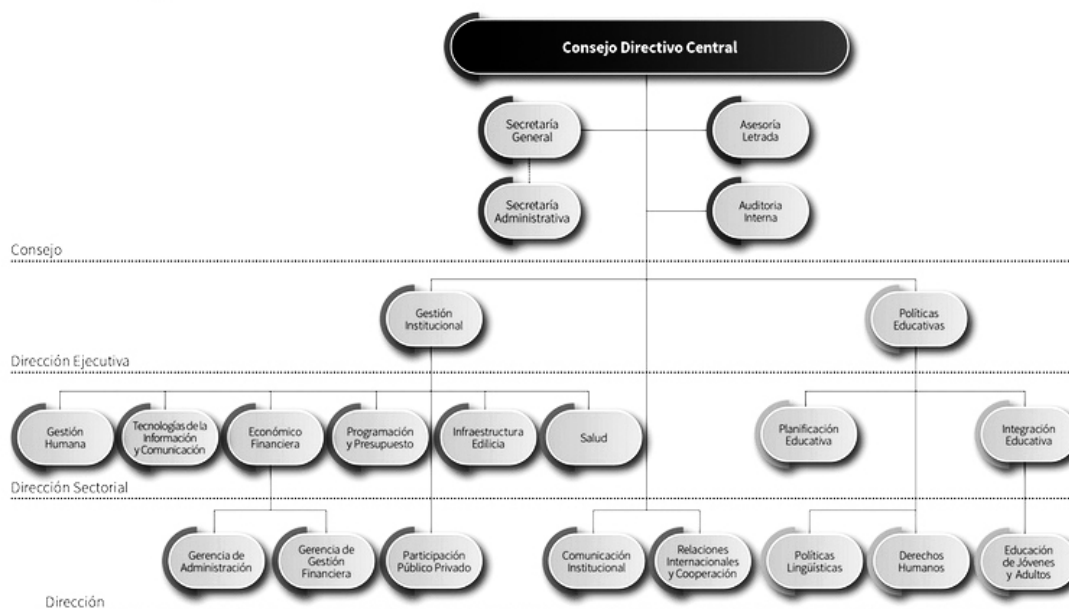 Consejo Directivo Central
Secretaría
General
Asesoría
Letrada
Secretaría
Administrativa
Auditoria
Interna
Consejo
Gestión
Institucional
Políticas
Educativas
Dirección Ejecutiva
Gestión
Humana
Tecnologías de la
Información
y Comunicación
Económico
Financiera
Programación
y Presupuesto
Infraestructura
Edilicia
Salud
Planificación
Educativa
Integración
Educativa
Dirección Sectorial
Gerencia de
Administración
Gerencia de
Gestión
Financiera
Participación
Público Privado
Comunicación
Institucional
Relaciones
Internacionales
y Cooperación
Políticas
Lingüísticas
Derechos
Humanos
Educación
de Jóvenes
y Adultos
Dirección